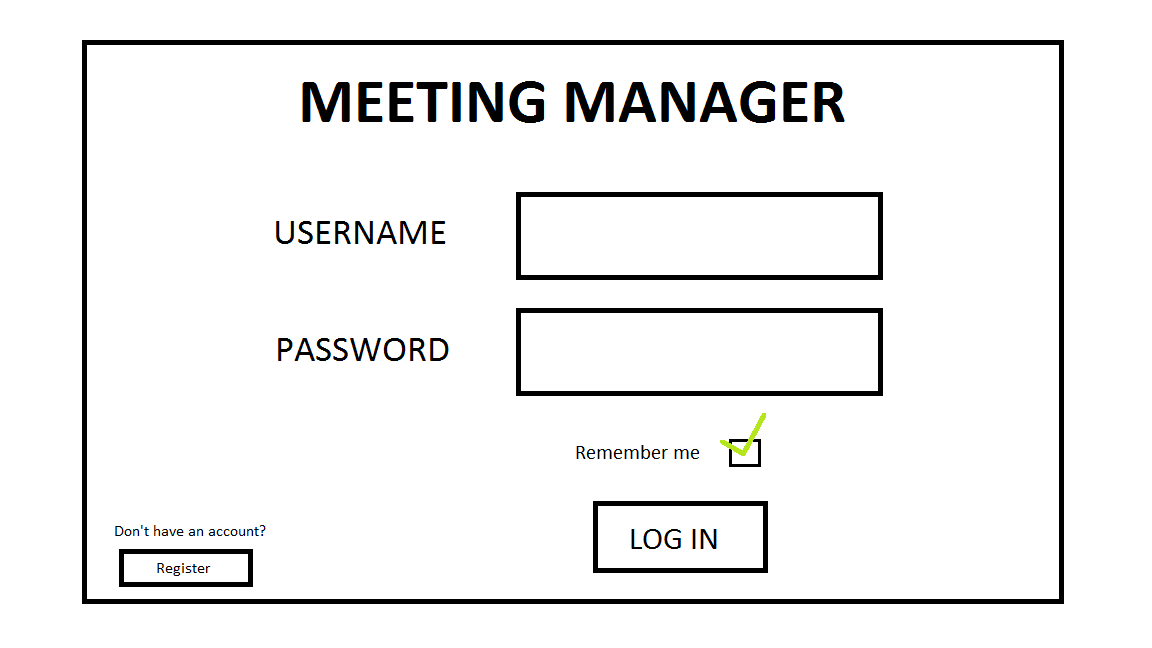 MEETING MANAGER
USERNAME
PASSWORD
Remember me
LOG IN
Don't have an account?
Register